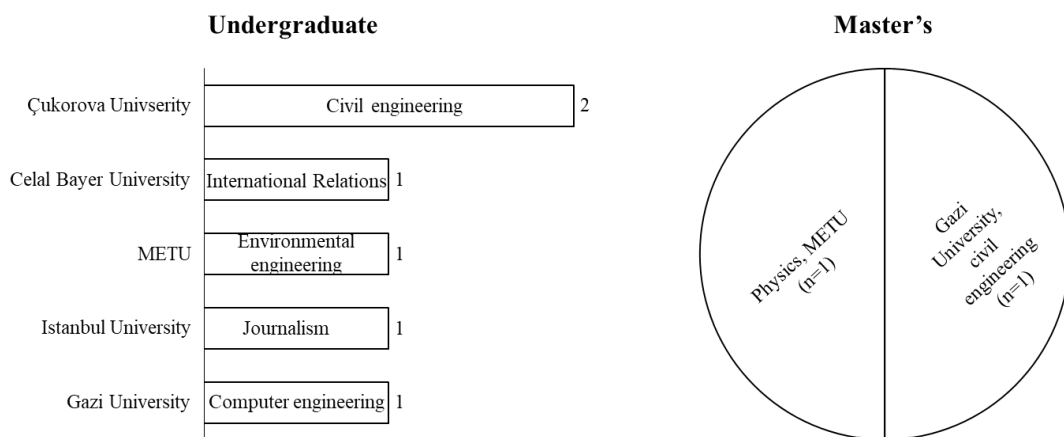 Undergraduate
Çukorova Univserity
Civil engineering
2
Celal Bayer University
International Relations
1
METU
Environmental
engineering
1
Istanbul University
Journalism
1
Gazi University
Computer engineering
1
Master’s
Physics, METU
(n=1)
Gazi
University,
civil
engineering
(n=1)